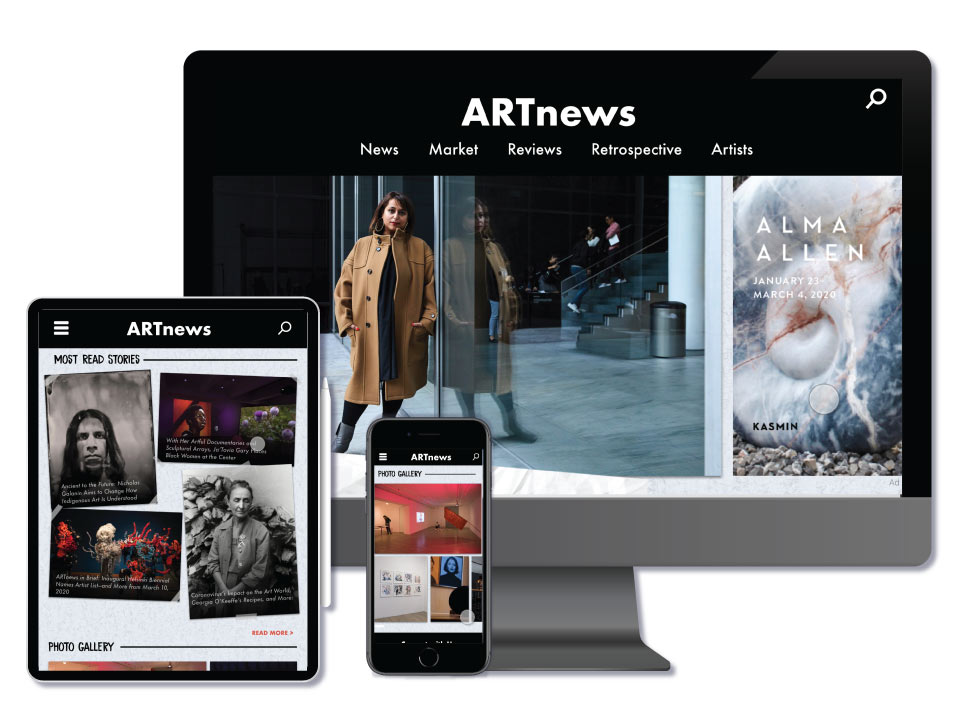 ARTnews
News Market Reviews Retrospective Artists
ALMA
ALLEN
JANUARY 23-
MARCH 4, 2020
KASMIN
Ad
ARTnews
MOST READ STORIES
Ancient to the Future: Nicholas
Galanin Aims to Change How
Indigenous Art Is Understood
With Her Artful Documentaries and
Sculptural Arrays, Ja'Tovia Gary Places
Black Women at the Center
ARTnews in Brief: Inaugural Helsinki Biennial
Names Artist List—and More from March 10,
2020
Coronavirus's Impact on the Art World,
Georgia O'Keeffe's Recipes, and More:
READ MORE >
PHOTO GALLERY
ARTnews
PHOTO GALLERY